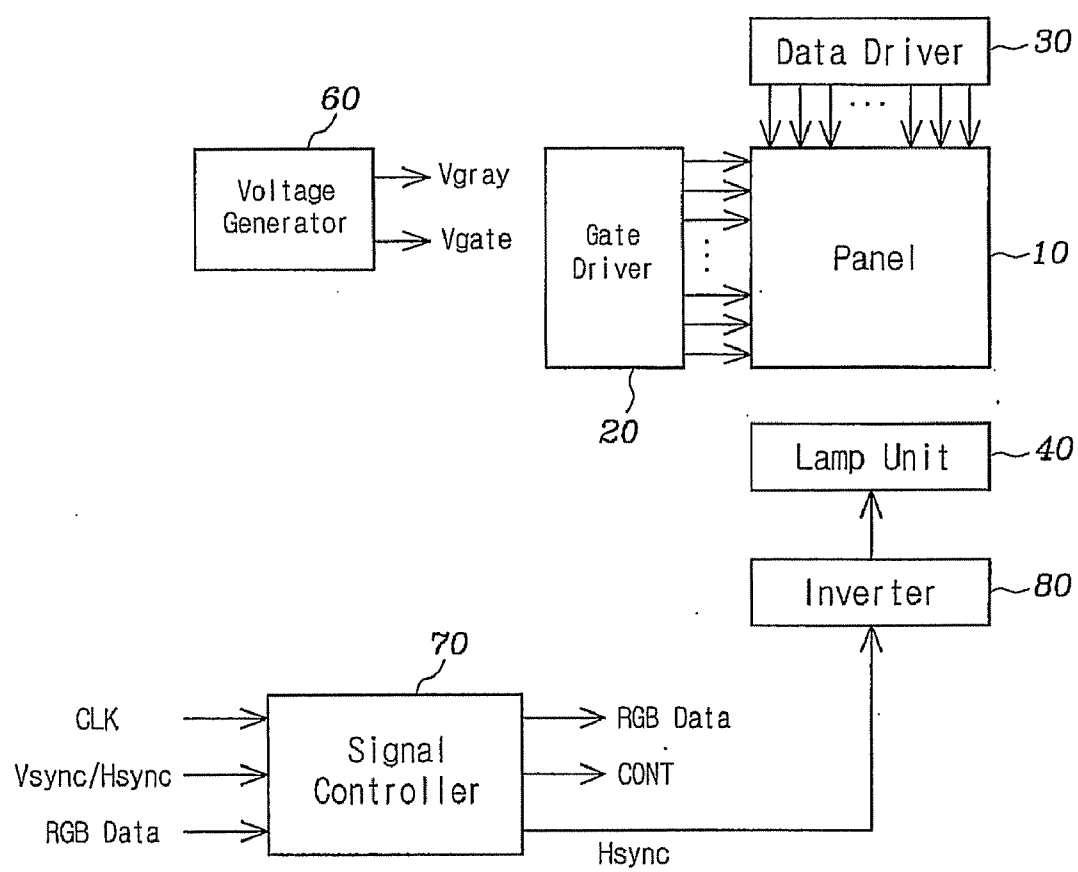 Data Driver
30
60
Voltage
Generator
Vgray
Vgate
Gate
Driver
20
Panel
10
Lamp Unit
40
Inverter
80
70
CLK
Vsync/Hsync
RGB Data
Signal
Controller
RGB Data
CONT
Hsync